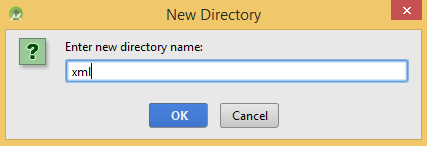 New Directory
Enter new directory name:
xml
OK
Cancel